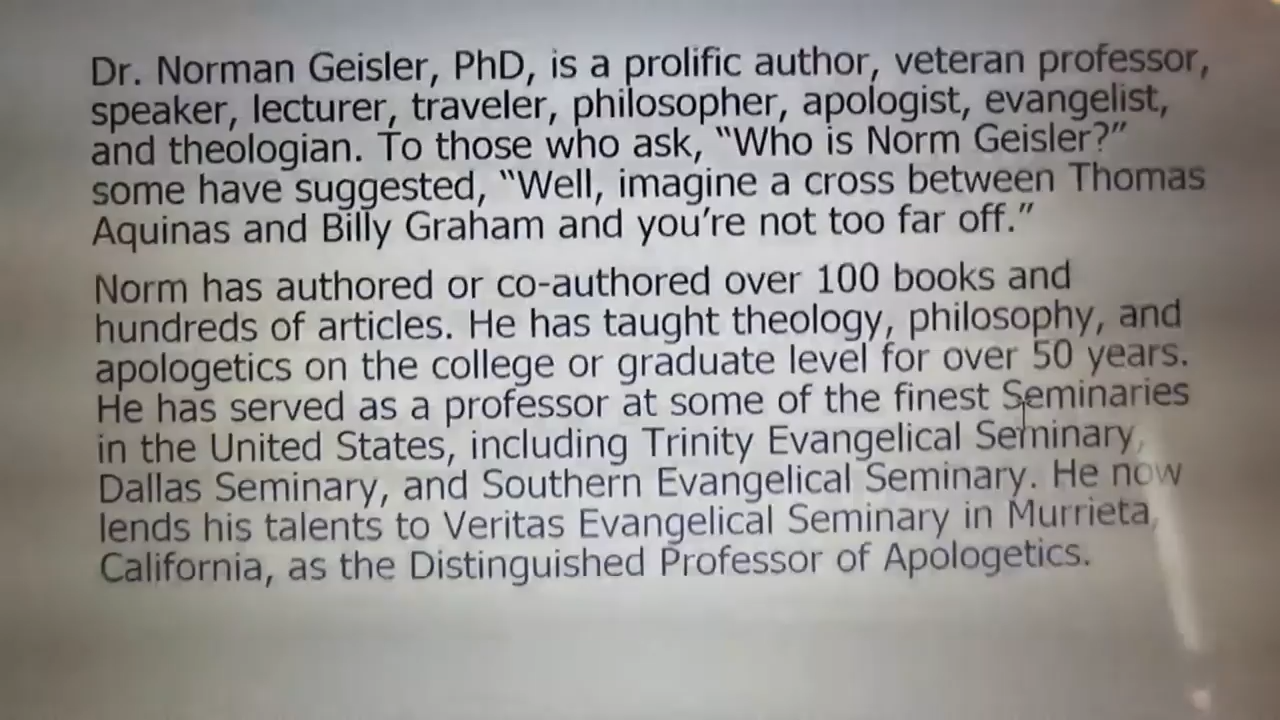 Dr. Norman Geisler, PhD, is a prolific author, veteran professor,
speaker, lecturer, traveler, philosopher, apologist, evangelist,
and theologian. To those who ask, “Who is Norm Geisler?”
some have suggested, “Well, imagine a cross between Thomas
Aquinas and Billy Graham and you’re not too far off.”
Norm has authored or co-authored over 100 books and
hundreds of articles. He has taught theology, philosophy, and
apologetics on the college or graduate level for over 50 years.
He has served as a professor at some of the finest Seminaries
in the United States, including Trinity Evangelical Seminary,
Dallas Seminary, and Southern Evangelical Seminary. He now
lends his talents to Veritas Evangelical Seminary in Murrieta,
California, as the Distinguished Professor of Apologetics.